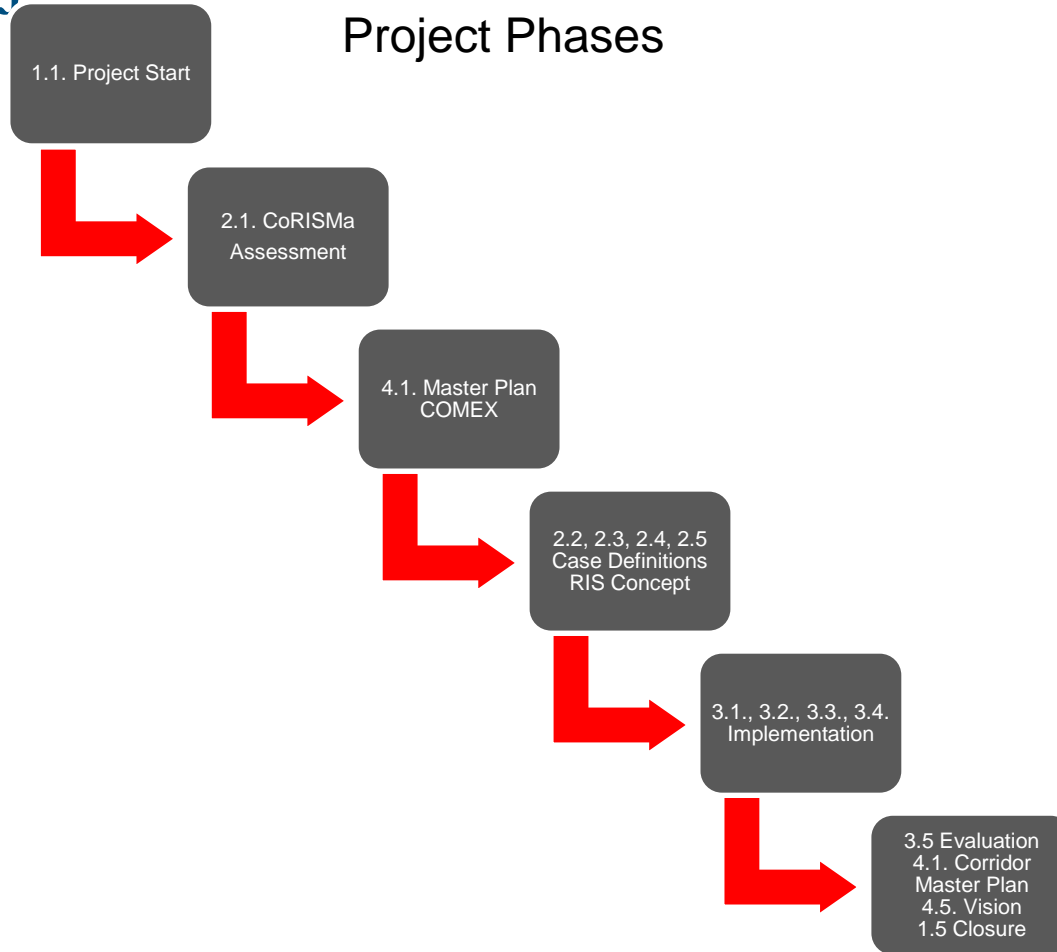 Project Phases
1.1. Project Start
2.1. CoRISMa
Assessment
4.1. Master Plan
COMEX
2.2, 2.3, 2.4, 2.5
Case Definitions
RIS Concept
3.1., 3.2., 3.3., 3.4.
Implementation
3.5 Evaluation
4.1. Corridor
Master Plan
4.5. Vision
1.5 Closure